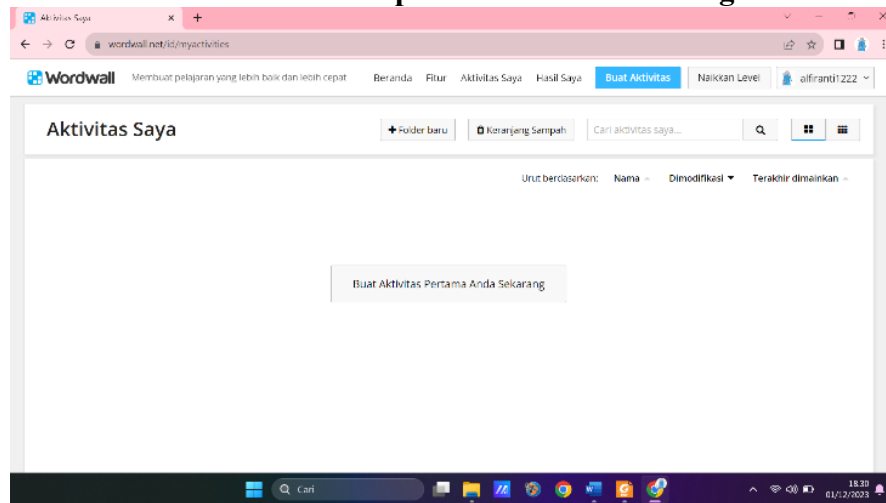 Aktivitas Saya
wordwall.net/id/myactivities
Wordwall Membuat pelajaran yang lebih baik dan lebih cepat Beranda Fitur Aktivitas Saya Hasil Saya Buat Aktivitas Naikkan Level alfiranti1222
Aktivitas Saya + Folder baru Keranjang Sampah Cari aktivitas saya...
Urut berdasarkan: Nama Dimodifikasi Terakhir dimainkan
Buat Aktivitas Pertama Anda Sekarang
Cari 18.30
01/12/2023